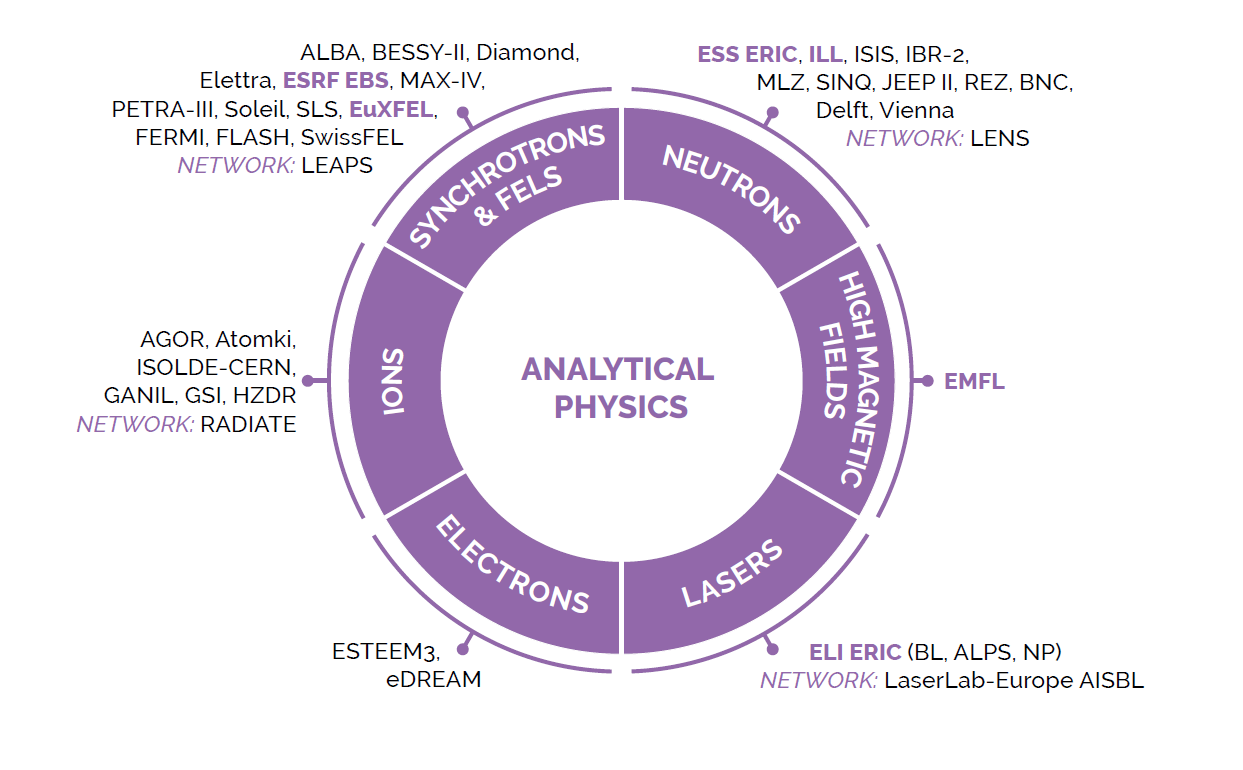 ALBA, BESSY-II, Diamond,
Elettra, ESRF EBS, MAX-IV,
PETRA-III, Soleil, SLS, EuXFEL,
FERMI, FLASH, SwissFEL
NETWORK: LEAPS
ESS ERIC, ILL, ISIS, IBR-2,
MLZ, SINQ, JEEP II, REZ, BNC,
Delft, Vienna
NETWORK: LENS
SYNCHROTRONS
& FELS
NEUTRONS
HIGH MAGNETIC
FIELDS
EMFL
AGOR, Atomki,
ISOLDE-CERN,
GANIL, GSI, HZDR
NETWORK: RADIATE
IONS
ANALYTICAL
PHYSICS
ELECTRONS
LASERS
ESTEEM3,
eDREAM
ELI ERIC (BL, ALPS, NP)
NETWORK: LaserLab-Europe AISBL